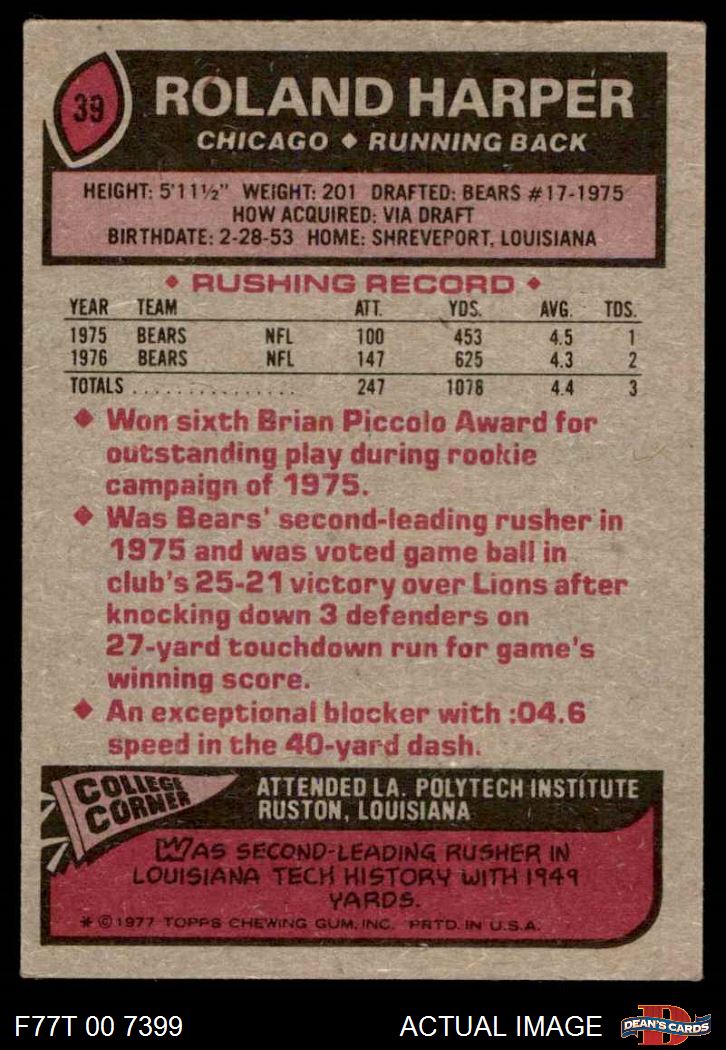 39
ROLAND HARPER
CHICAGO ◆ RUNNING BACK
HEIGHT: 5'11½" WEIGHT: 201 DRAFTED: BEARS #17-1975
HOW ACQUIRED: VIA DRAFT
BIRTHDATE: 2-28-53 HOME: SHREVEPORT, LOUISIANA
◆ RUSHING RECORD ◆
YEAR TEAM ATT. YDS. AVG. TDS.
1975 BEARS NFL 100 453 4.5 1
1976 BEARS NFL 147 625 4.3 2
TOTALS . . . . . . . . . . . . . . . 247 1078 4.4 3
◆ Won sixth Brian Piccolo Award for
outstanding play during rookie
campaign of 1975.
◆ Was Bears' second-leading rusher in
1975 and was voted game ball in
club's 25-21 victory over Lions after
knocking down 3 defenders on
27-yard touchdown run for game's
winning score.
◆ An exceptional blocker with :04.6
speed in the 40-yard dash.
COLLEGE
CORNER
ATTENDED LA. POLYTECH INSTITUTE
RUSTON, LOUISIANA
WAS SECOND-LEADING RUSHER IN
LOUISIANA TECH HISTORY WITH 1949
YARDS.
* © 1977 TOPPS CHEWING GUM, INC. PRTD. IN U.S.A.
F77T 00 7399 ACTUAL IMAGE
D
DEAN'S CARDS